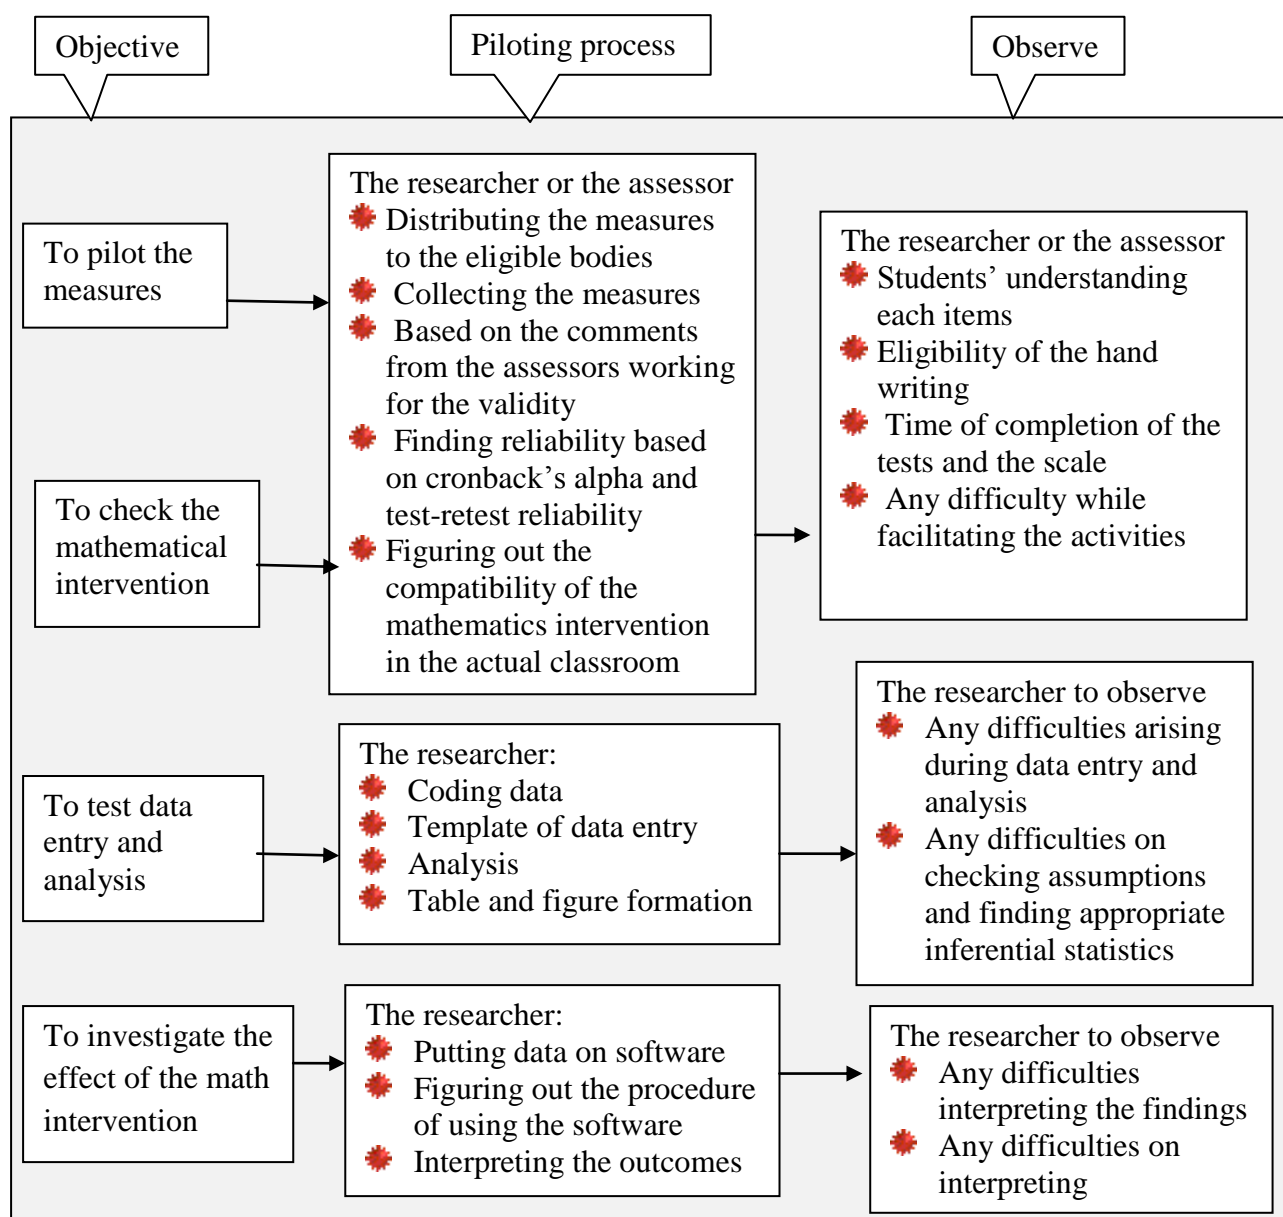 Objective
Piloting process
Observe
To pilot the
measures
To check the
mathematical
intervention
The researcher or the assessor
Distributing the measures
to the eligible bodies
Collecting the measures
Based on the comments
from the assessors working
for the validity
Finding reliability based
on cronback’s alpha and
test-retest reliability
Figuring out the
compatibility of the
mathematics intervention
in the actual classroom
The researcher or the assessor
Students’ understanding
each items
Eligibility of the hand
writing
Time of completion of the
tests and the scale
Any difficulty while
facilitating the activities
To test data
entry and
analysis
The researcher:
Coding data
Template of data entry
Analysis
Table and figure formation
The researcher to observe
Any difficulties arising
during data entry and
analysis
Any difficulties on
checking assumptions
and finding appropriate
inferential statistics
To investigate the
effect of the math
intervention
The researcher:
Putting data on software
Figuring out the procedure
of using the software
Interpreting the outcomes
The researcher to observe
Any difficulties
interpreting the findings
Any difficulties on
interpreting